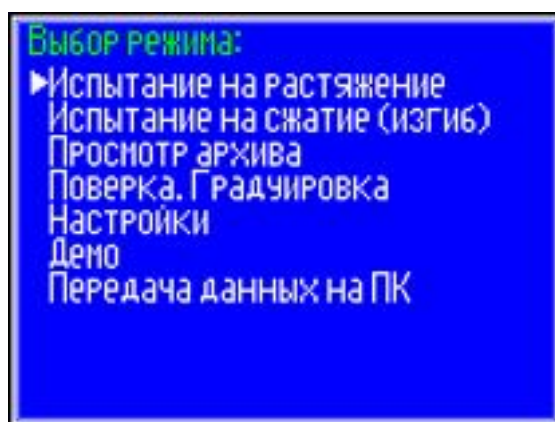 Выбор режима:
Испытание на растяжение
Испытание на сжатие (изгиб)
Просмотр архива
Поверка. Градуировка
Настройки
Демо
Передача данных на ПК